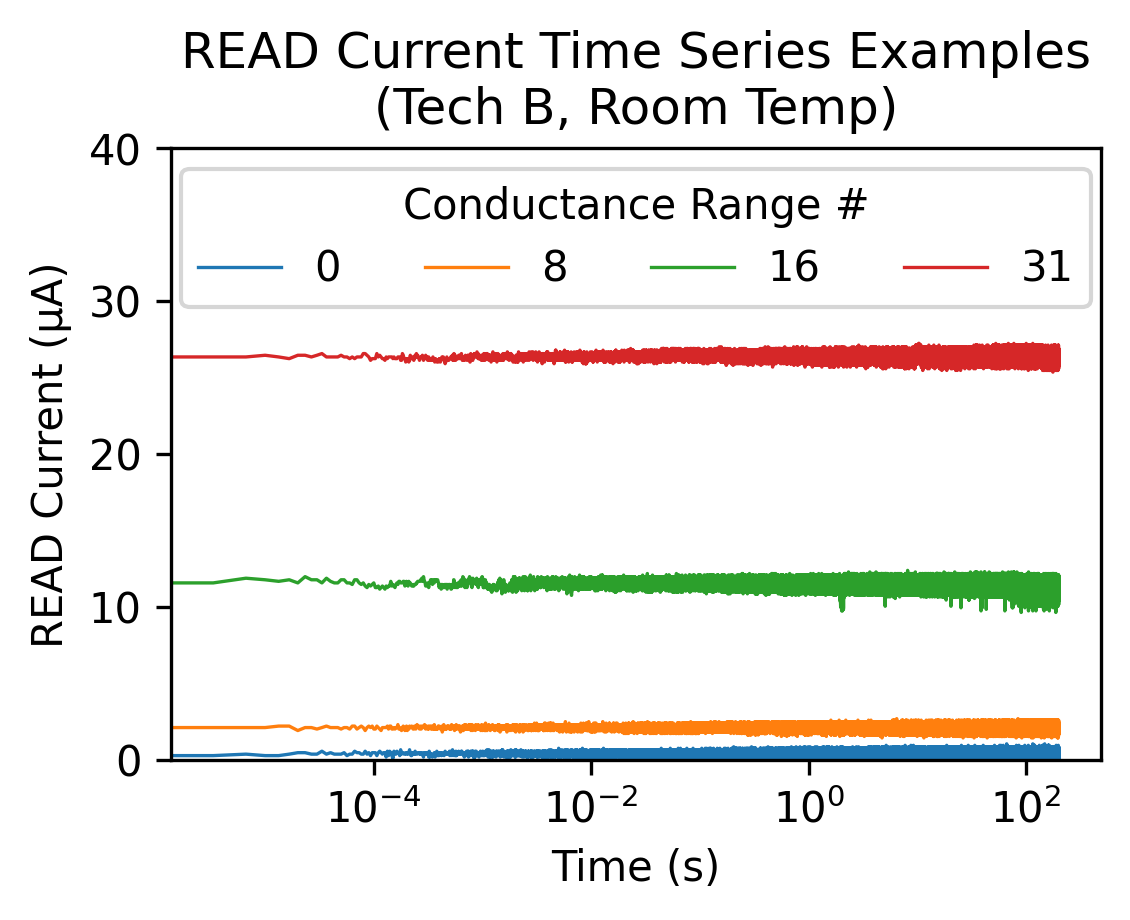 READ Current Time Series Examples
(Tech B, Room Temp)
40
30
20
10
0
READ Current (μA)
Conductance Range #
0 8 16 31
10⁻⁴ 10⁻² 10⁰ 10²
Time (s)